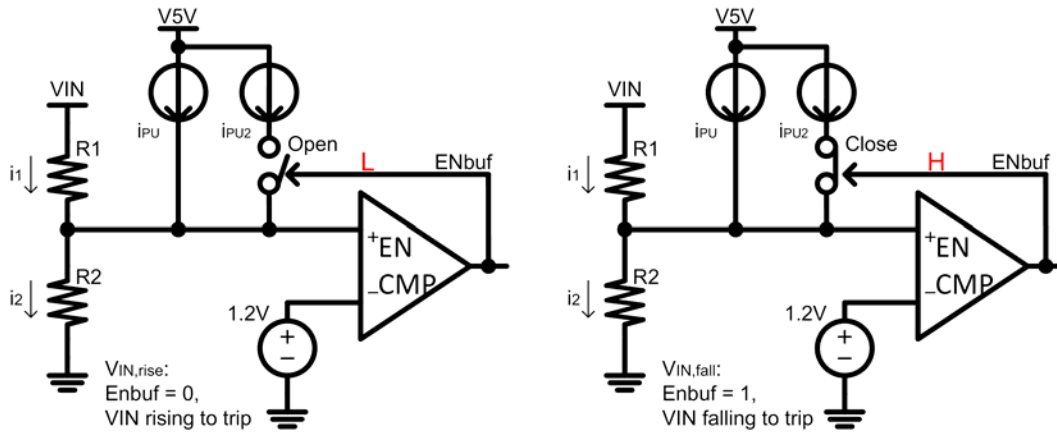 V5V
VIN
iPU
iPU2
Open
L
ENbuf
R1
i1
R2
i2
+
EN
–
CMP
1.2V
+
–
VIN,rise:
Enbuf = 0,
VIN rising to trip
V5V
VIN
iPU
iPU2
Close
H
ENbuf
R1
i1
R2
i2
+
EN
–
CMP
1.2V
+
–
VIN,fall:
Enbuf = 1,
VIN falling to trip